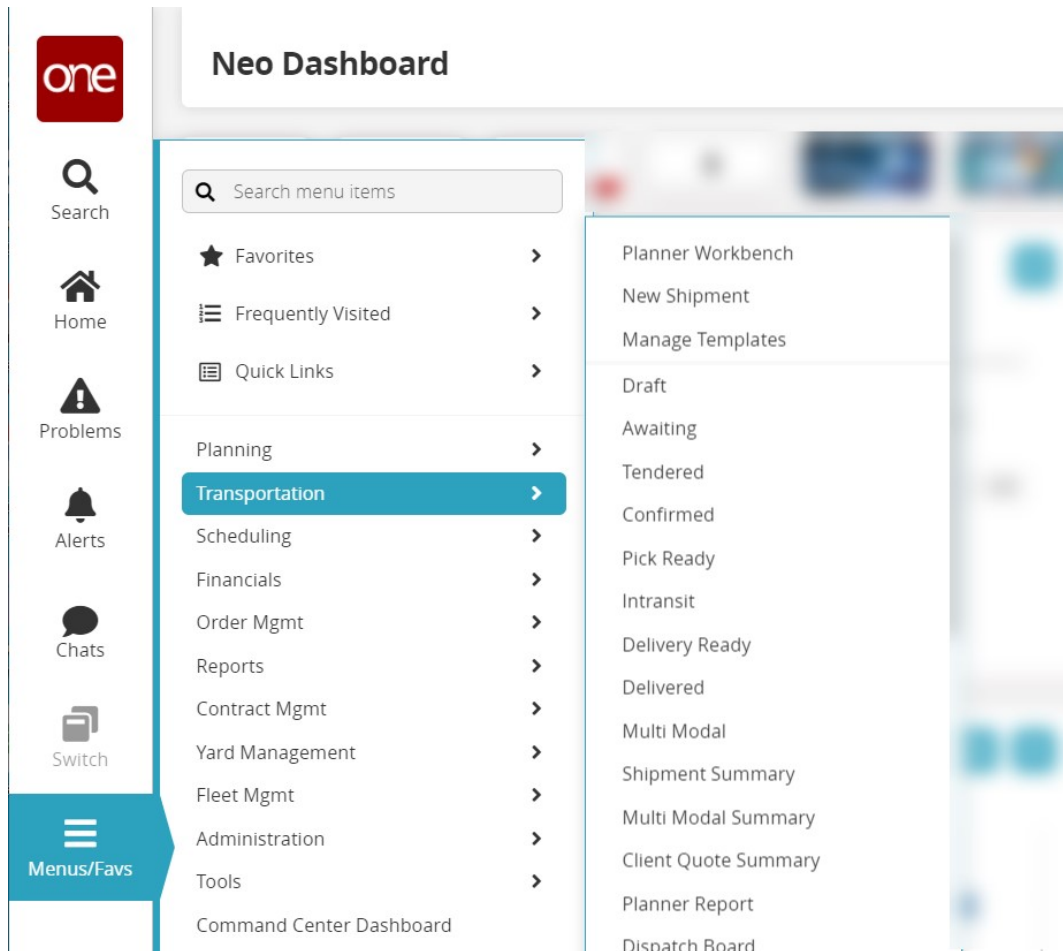 one
Neo Dashboard
Search
Home
Problems
Alerts
Chats
Switch
Menus/Favs
Search menu items
Favorites
Frequently Visited
Quick Links
Planning
Transportation
Scheduling
Financials
Order Mgmt
Reports
Contract Mgmt
Yard Management
Fleet Mgmt
Administration
Tools
Command Center Dashboard
Planner Workbench
New Shipment
Manage Templates
Draft
Awaiting
Tendered
Confirmed
Pick Ready
Intransit
Delivery Ready
Delivered
Multi Modal
Shipment Summary
Multi Modal Summary
Client Quote Summary
Planner Report
Dispatch Board